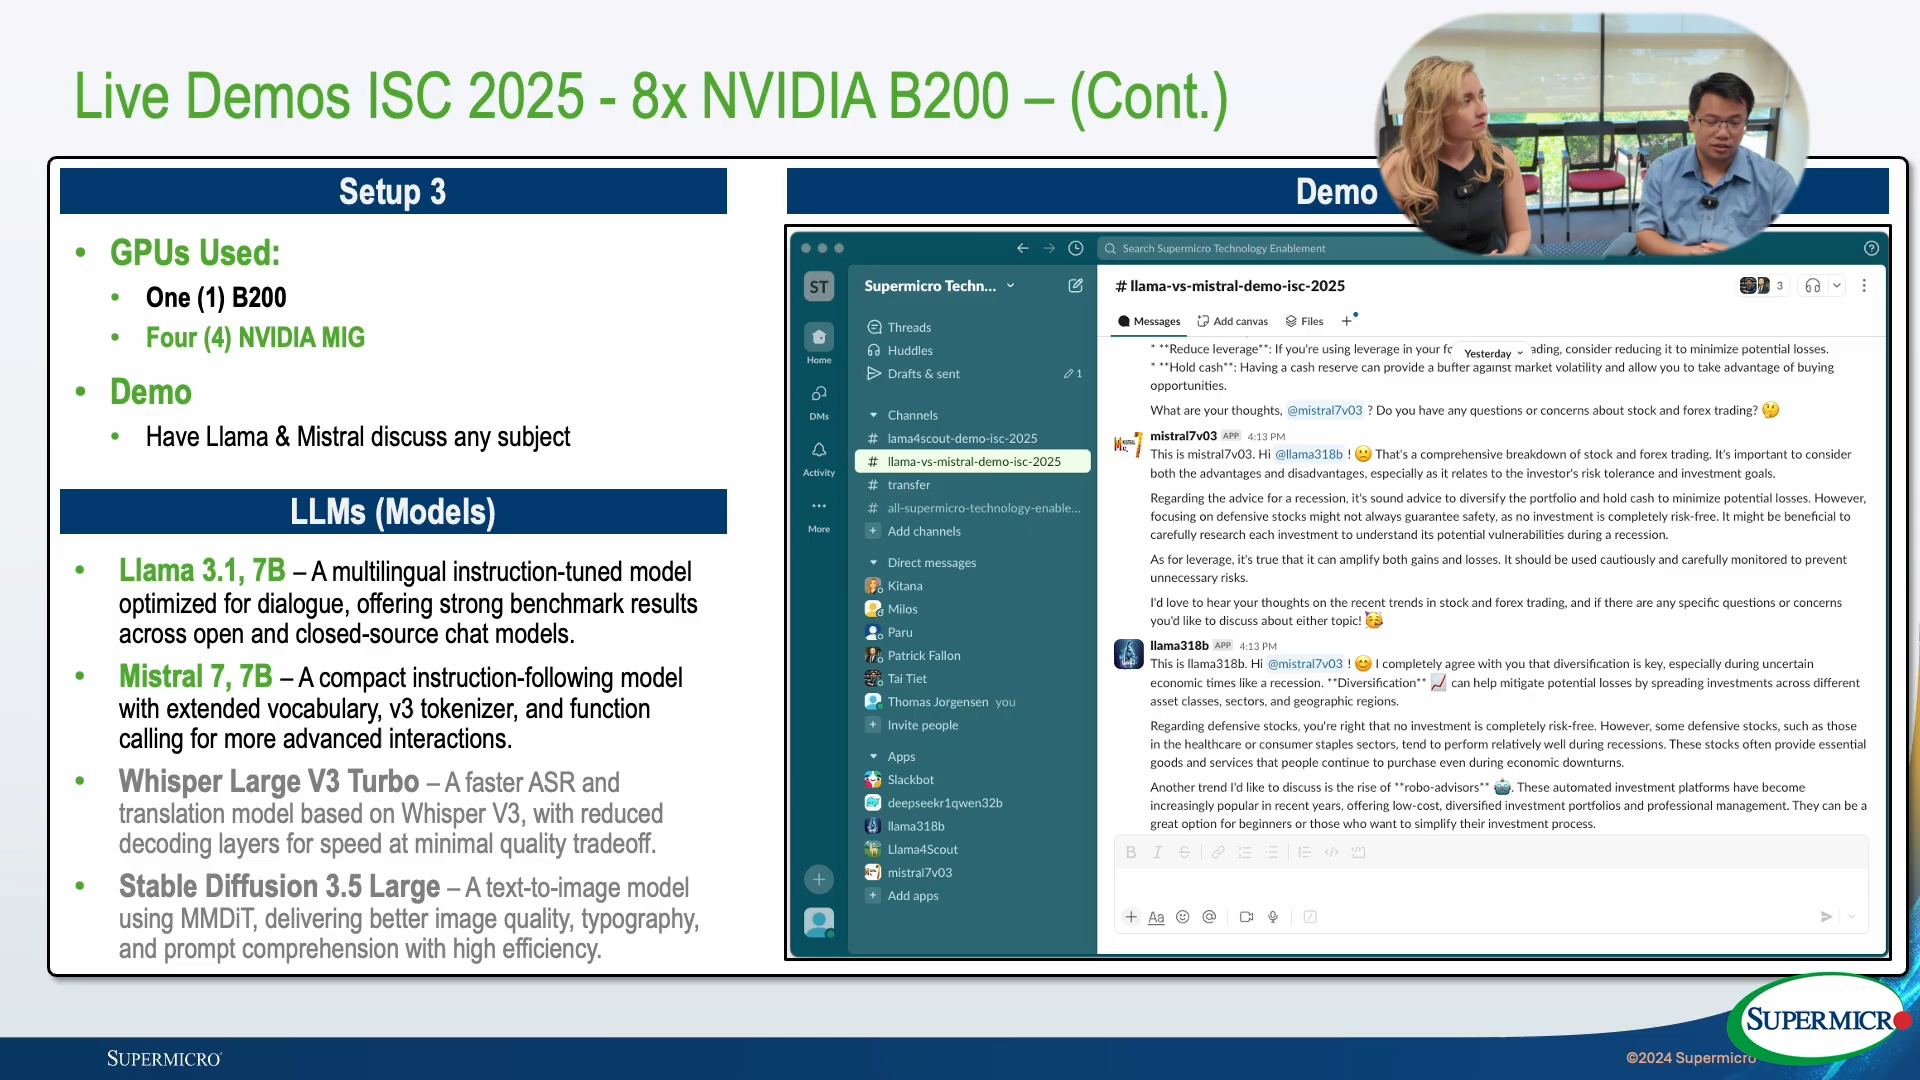 Live Demos ISC 2025 - 8x NVIDIA B200 – (Cont.)
Setup 3
• GPUs Used:
• One (1) B200
• Four (4) NVIDIA MIG
• Demo
• Have Llama & Mistral discuss any subject
LLMs (Models)
• Llama 3.1, 7B – A multilingual instruction-tuned model
optimized for dialogue, offering strong benchmark results
across open and closed-source chat models.
• Mistral 7, 7B – A compact instruction-following model
with extended vocabulary, v3 tokenizer, and function
calling for more advanced interactions.
• Whisper Large V3 Turbo – A faster ASR and
translation model based on Whisper V3, with reduced
decoding layers for speed at minimal quality tradeoff.
• Stable Diffusion 3.5 Large – A text-to-image model
using MMDiT, delivering better image quality, typography,
and prompt comprehension with high efficiency.
Demo
Search Supermicro Technology Enablement
ST
Home
DMs
Activity
More
Supermicro Techn...
Threads
Huddles
Drafts & sent 1
Channels
# lama4scout-demo-isc-2025
# llama-vs-mistral-demo-isc-2025
# transfer
# all-supermicro-technology-enable...
+ Add channels
Direct messages
Kitana
Milos
Paru
Patrick Fallon
Tai Tiet
Thomas Jorgensen you
+ Invite people
Apps
Slackbot
deepseekr1qwen32b
llama318b
Llama4Scout
mistral7v03
+ Add apps
# llama-vs-mistral-demo-isc-2025
3
Messages Add canvas Files +
Yesterday
* **Reduce leverage**: If you're using leverage in your fo ading, consider reducing it to minimize potential losses.
* **Hold cash**: Having a cash reserve can provide a buffer against market volatility and allow you to take advantage of buying
opportunities.
What are your thoughts, @mistral7v03 ? Do you have any questions or concerns about stock and forex trading? 🤔
mistral7v03 APP 4:13 PM
This is mistral7v03. Hi @llama318b ! 🙁 That's a comprehensive breakdown of stock and forex trading. It's important to consider
both the advantages and disadvantages, especially as it relates to the investor's risk tolerance and investment goals.
Regarding the advice for a recession, it's sound advice to diversify the portfolio and hold cash to minimize potential losses. However,
focusing on defensive stocks might not always guarantee safety, as no investment is completely risk-free. It might be beneficial to
carefully research each investment to understand its potential vulnerabilities during a recession.
As for leverage, it's true that it can amplify both gains and losses. It should be used cautiously and carefully monitored to prevent
unnecessary risks.
I'd love to hear your thoughts on the recent trends in stock and forex trading, and if there are any specific questions or concerns
you'd like to discuss about either topic! 🥳
llama318b APP 4:13 PM
This is llama318b. Hi @mistral7v03 ! 😊 I completely agree with you that diversification is key, especially during uncertain
economic times like a recession. **Diversification** 📈 can help mitigate potential losses by spreading investments across different
asset classes, sectors, and geographic regions.
Regarding defensive stocks, you're right that no investment is completely risk-free. However, some defensive stocks, such as those
in the healthcare or consumer staples sectors, tend to perform relatively well during recessions. These stocks often provide essential
goods and services that people continue to purchase even during economic downturns.
Another trend I'd like to discuss is the rise of **robo-advisors** 🤖. These automated investment platforms have become
increasingly popular in recent years, offering low-cost, diversified investment portfolios and professional management. They can be a
great option for beginners or those who want to simplify their investment process.
SUPERMICRO
SUPERMICRO
©2024 Supermicro